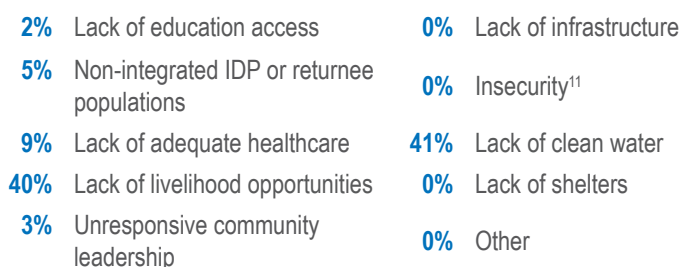 2% Lack of education access
5% Non-integrated IDP or returnee
populations
9% Lack of adequate healthcare
40% Lack of livelihood opportunities
3% Unresponsive community
leadership
0% Lack of infrastructure
0% Insecurity¹¹
41% Lack of clean water
0% Lack of shelters
0% Other